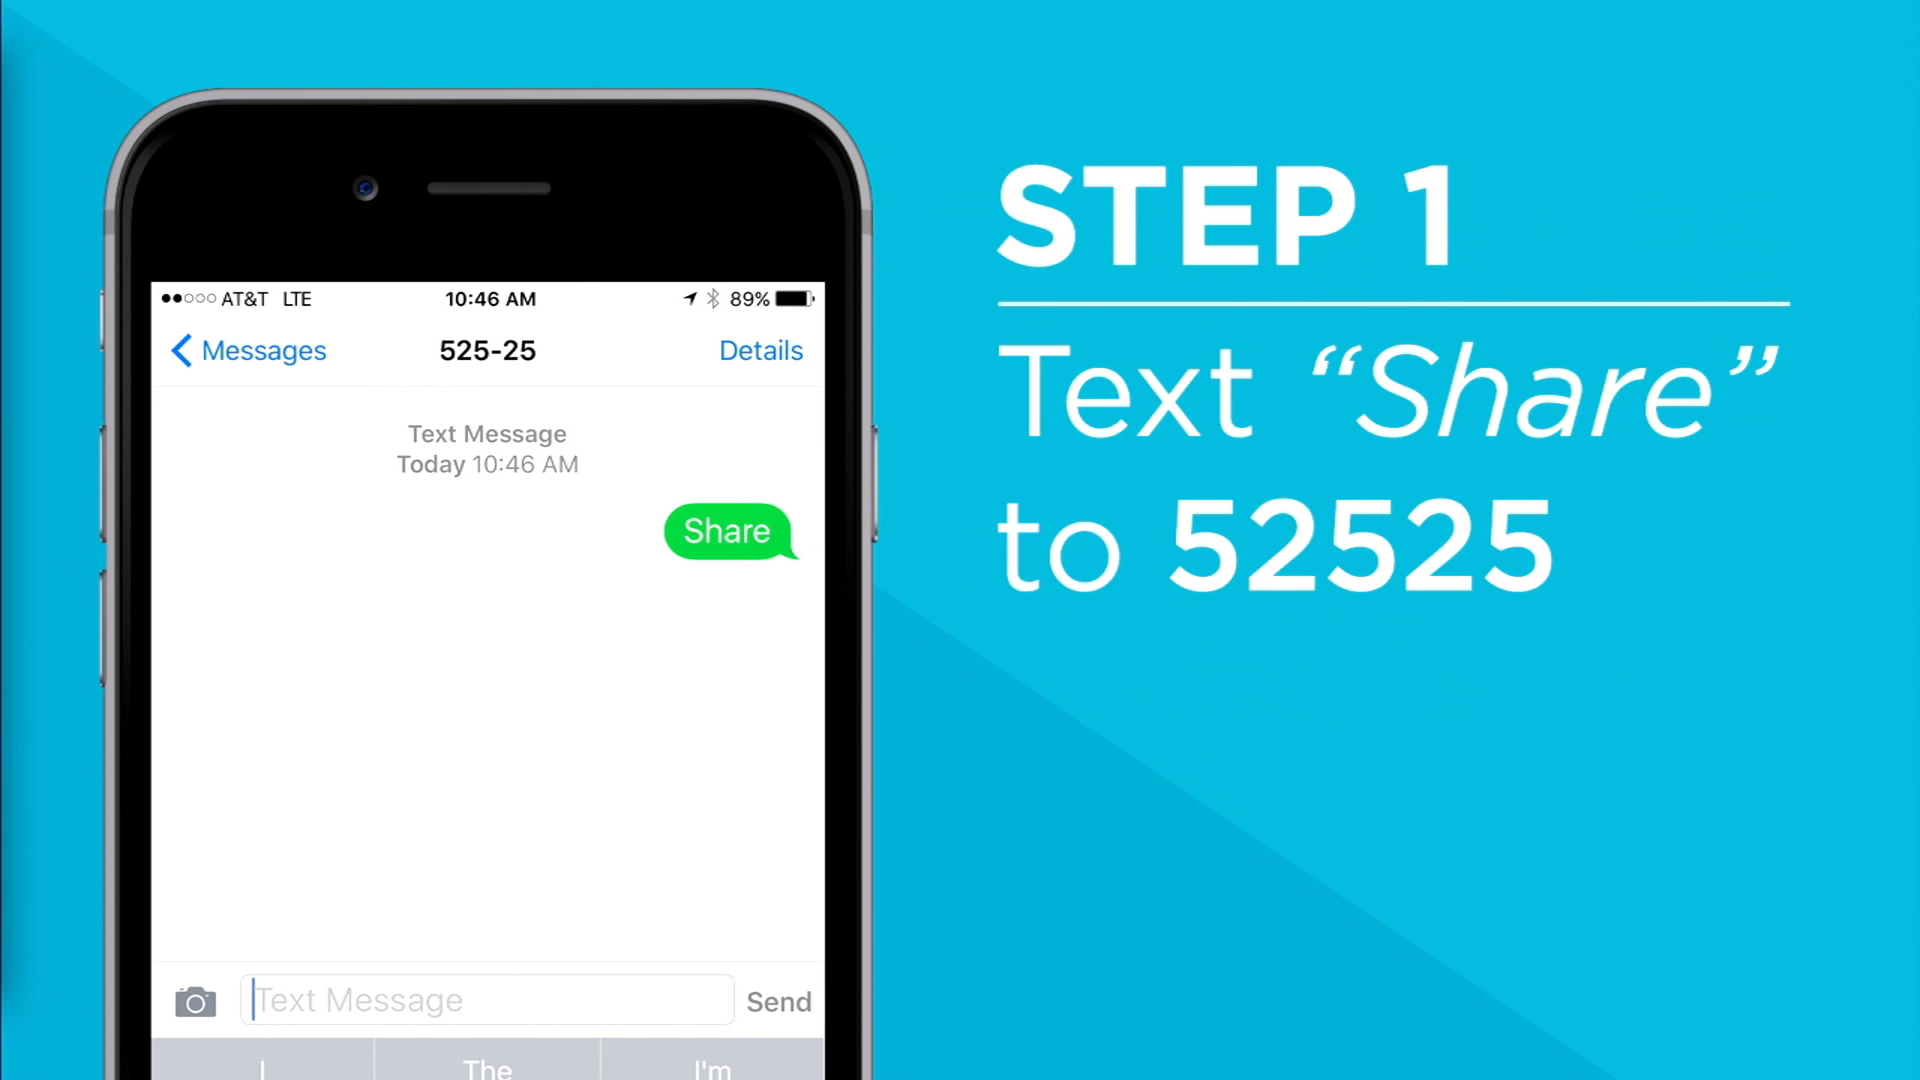 AT&T LTE 10:46 AM 89%
Messages 525-25 Details
Text Message
Today 10:46 AM
Share
Text Message Send
I The I'm
STEP 1
Text “Share”
to 52525